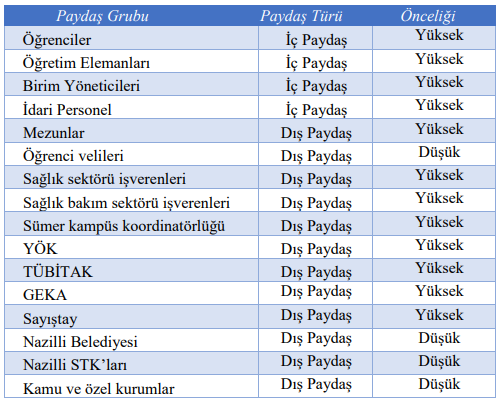 Paydaş Grubu Paydaş Türü Önceliği
Öğrenciler İç Paydaş Yüksek
Öğretim Elemanları İç Paydaş Yüksek
Birim Yöneticileri İç Paydaş Yüksek
İdari Personel İç Paydaş Yüksek
Mezunlar Dış Paydaş Yüksek
Öğrenci velileri Dış Paydaş Düşük
Sağlık sektörü işverenleri Dış Paydaş Yüksek
Sağlık bakım sektörü işverenleri Dış Paydaş Yüksek
Sümer kampüs koordinatörlüğü Dış Paydaş Yüksek
YÖK Dış Paydaş Yüksek
TÜBİTAK Dış Paydaş Yüksek
GEKA Dış Paydaş Yüksek
Sayıştay Dış Paydaş Yüksek
Nazilli Belediyesi Dış Paydaş Düşük
Nazilli STK’ları Dış Paydaş Düşük
Kamu ve özel kurumlar Dış Paydaş Düşük